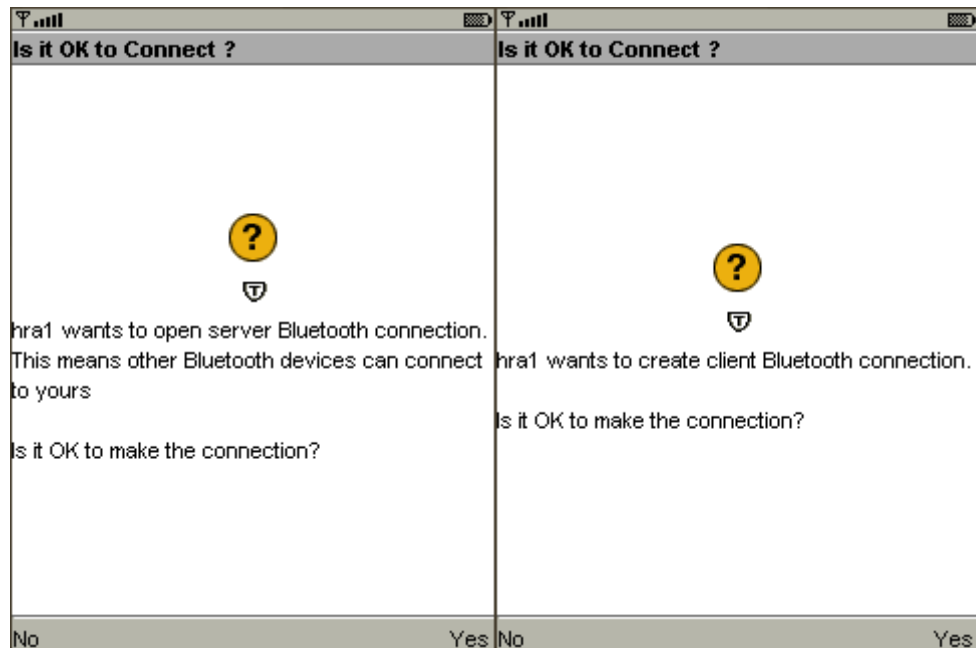 Is it OK to Connect ?
?
T
hra1 wants to open server Bluetooth connection.
This means other Bluetooth devices can connect
to yours
Is it OK to make the connection?
No
Yes
Is it OK to Connect ?
?
T
hra1 wants to create client Bluetooth connection.
Is it OK to make the connection?
No
Yes